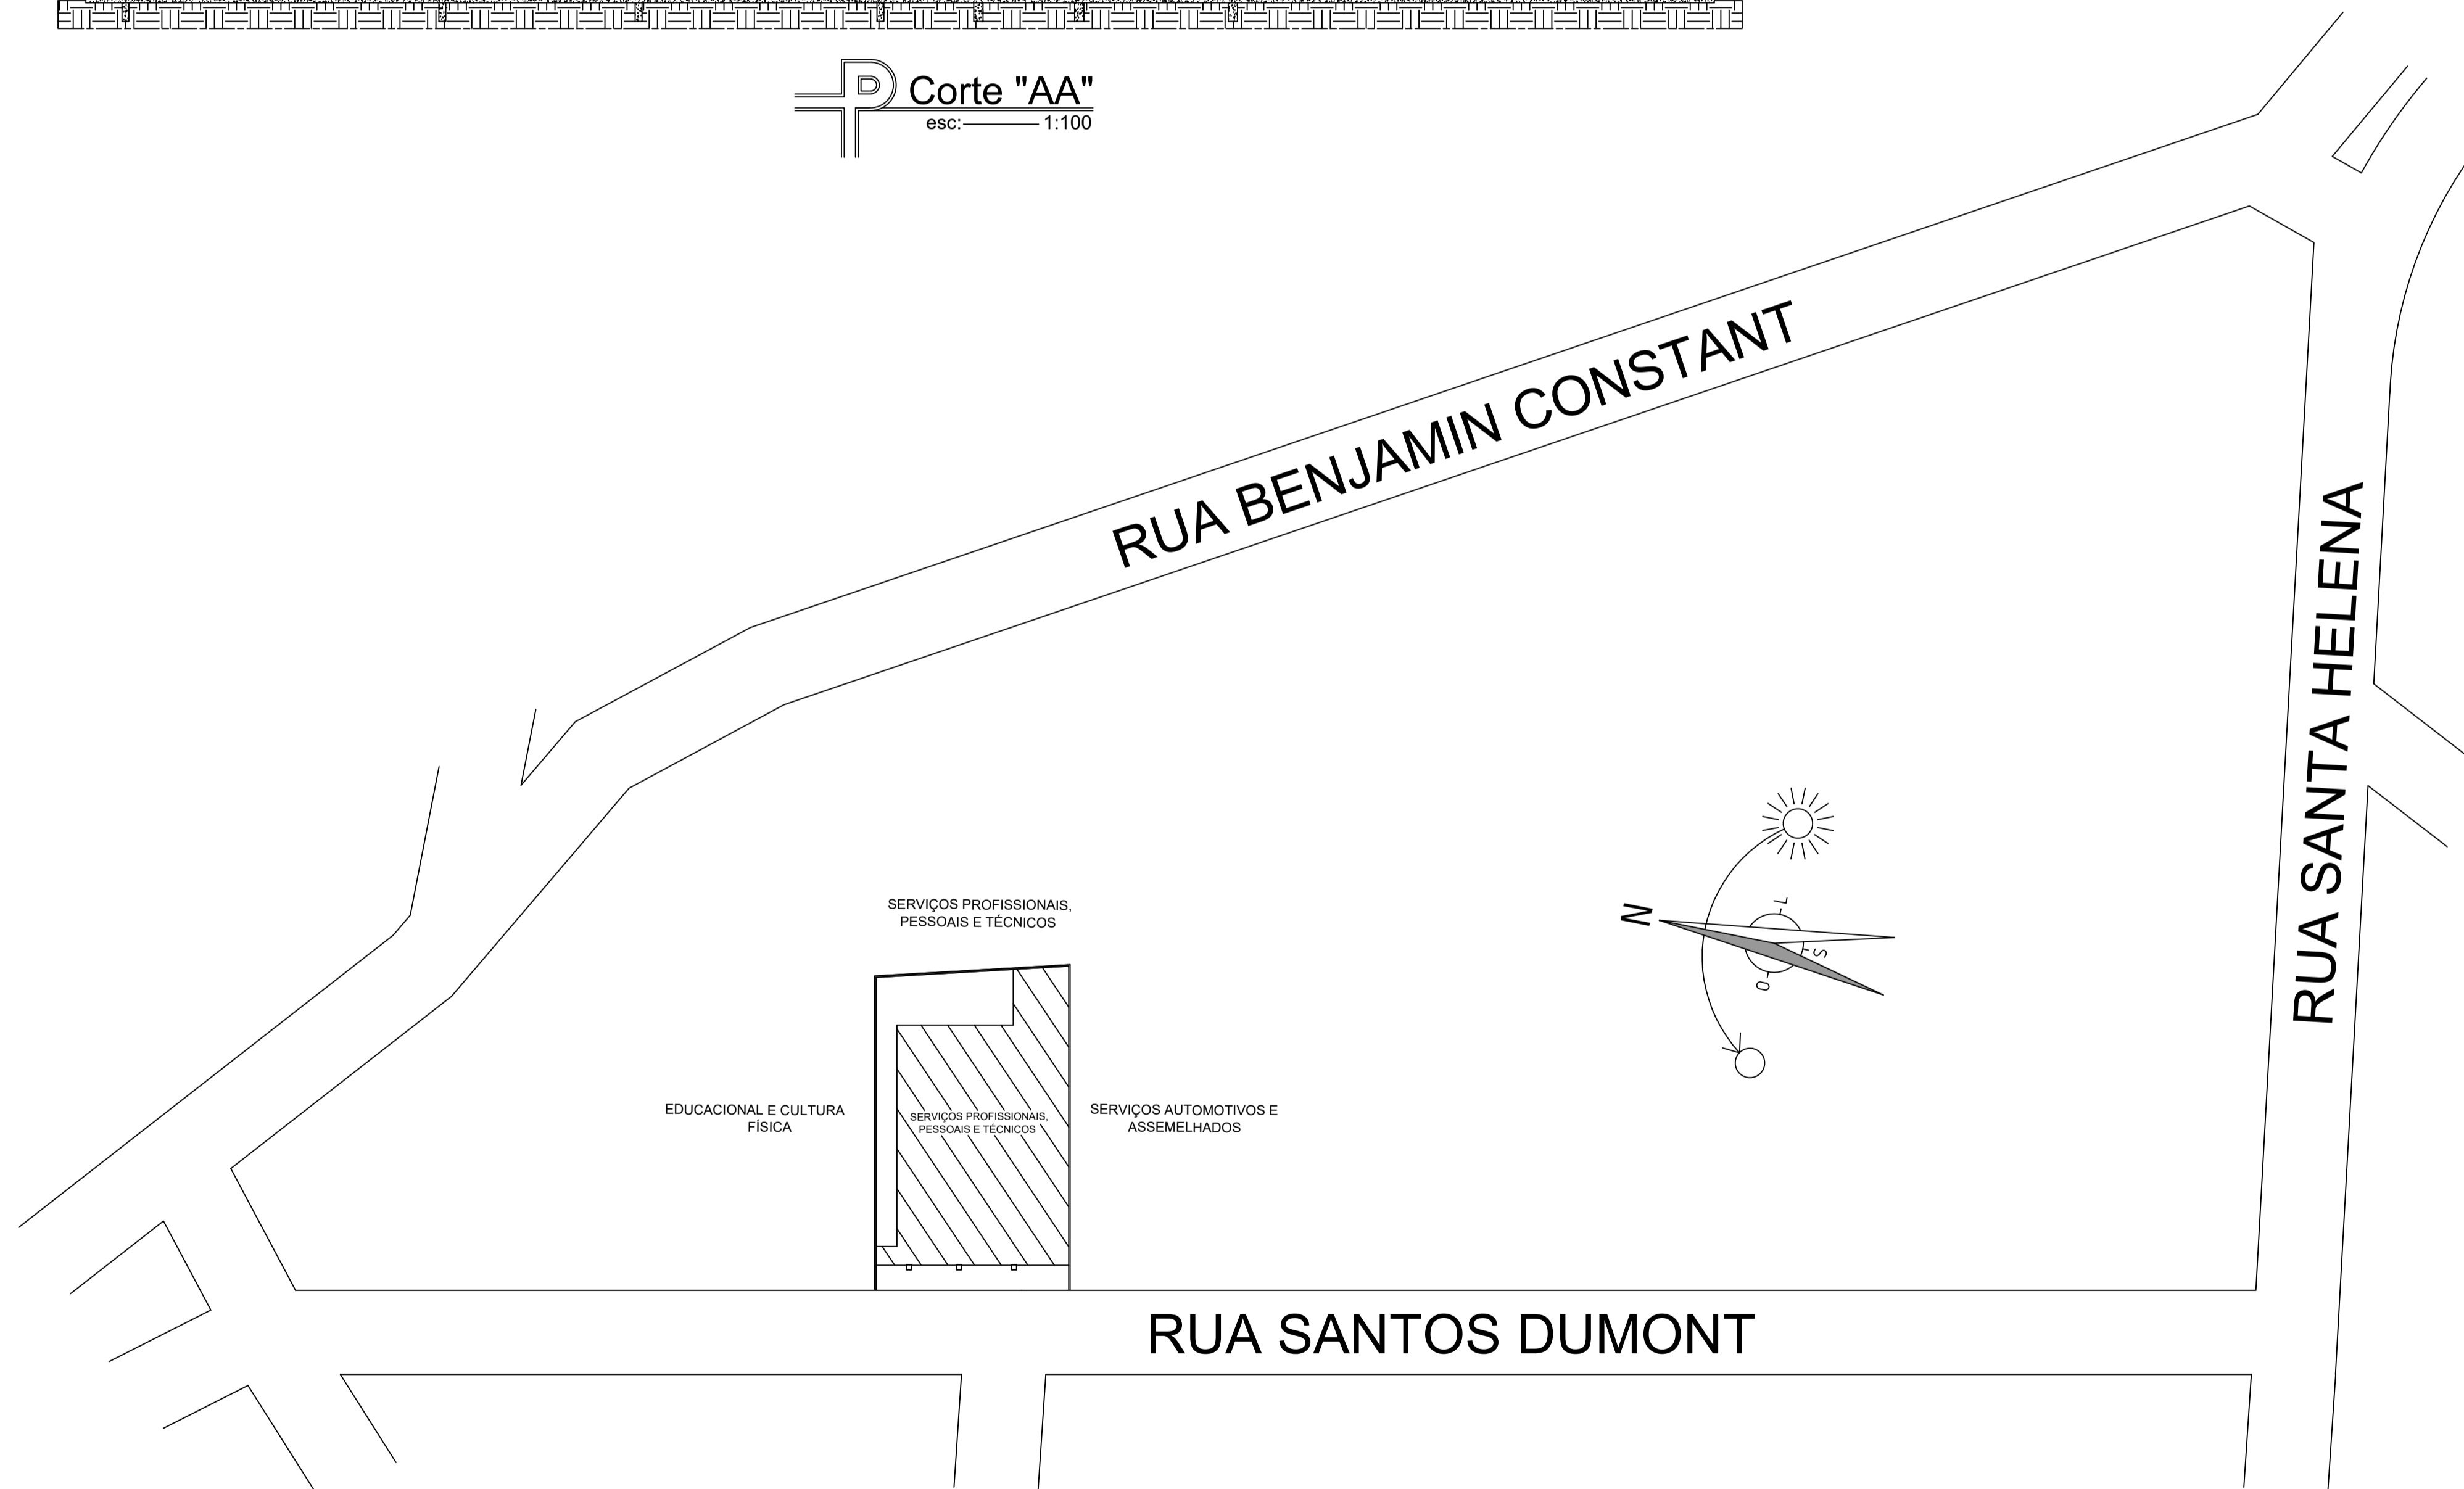 Corte "AA"
esc: 1:100
RUA BENJAMIN CONSTANT
RUA SANTA HELENA
SERVIÇOS PROFISSIONAIS,
PESSOAIS E TÉCNICOS
N
L
S
O
EDUCACIONAL E CULTURA
FÍSICA
SERVIÇOS PROFISSIONAIS,
PESSOAIS E TÉCNICOS
SERVIÇOS AUTOMOTIVOS E
ASSEMELHADOS
RUA SANTOS DUMONT